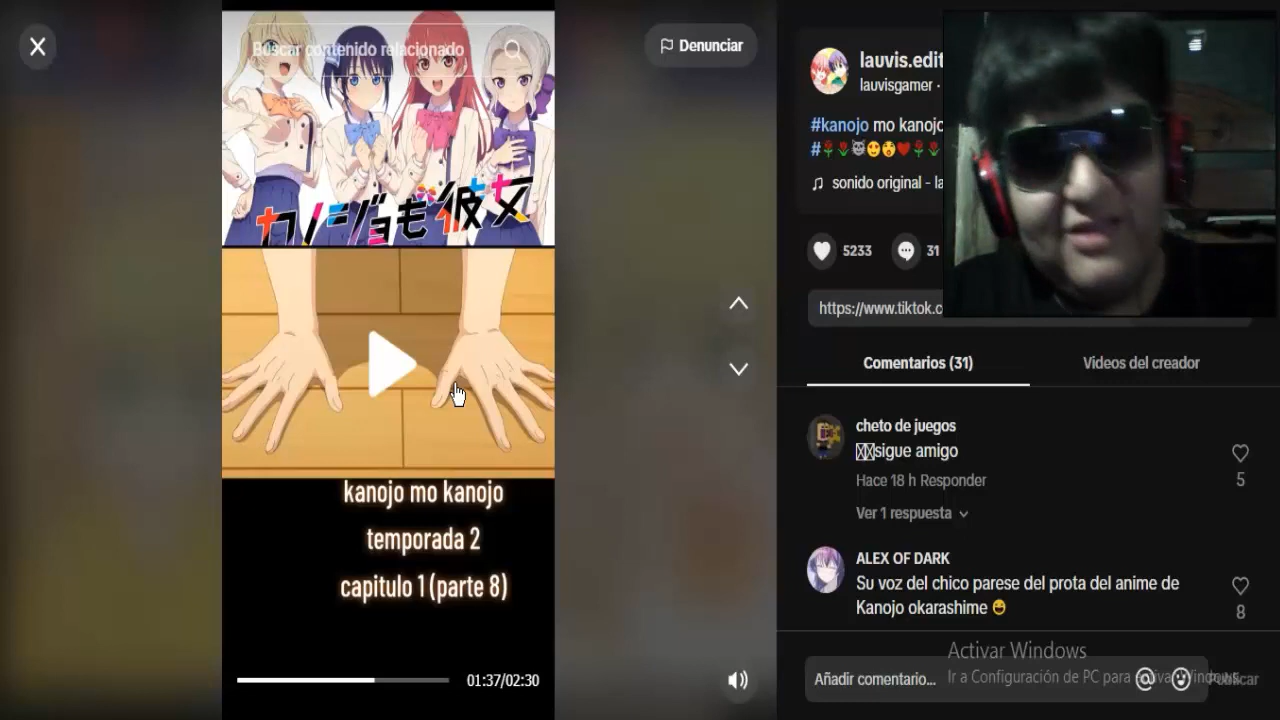 Buscar contenido relacionado
カノジョも彼女
kanojo mo kanojo
temporada 2
capitulo 1 (parte 8)
01:37/02:30
Denunciar
lauvis.edit
lauvisgamer ·
#kanojo mo kanojo
#🌹🌷😻😍😲❤️🌹🌷
sonido original - la
5233
31
https://www.tiktok.c
Comentarios (31)
Videos del creador
cheto de juegos
sigue amigo
Hace 18 h Responder
5
Ver 1 respuesta
ALEX OF DARK
Su voz del chico parese del prota del anime de
Kanojo okarashime 😄
8
Activar Windows
Ir a Configuración de PC para activar Windows.
Añadir comentario...
Publicar